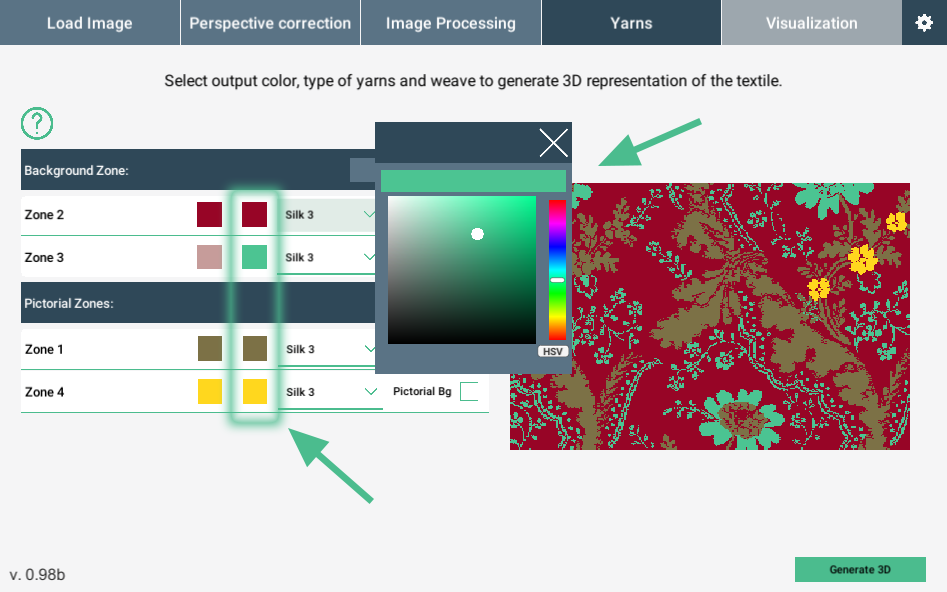 Load Image
Perspective correction
Image Processing
Yarns
Visualization
Select output color, type of yarns and weave to generate 3D representation of the textile.
?
Background Zone:
Zone 2
Silk 3
Zone 3
Silk 3
Pictorial Zones:
Zone 1
Silk 3
HSV
Zone 4
Silk 3
Pictorial Bg
v. 0.98b
Generate 3D